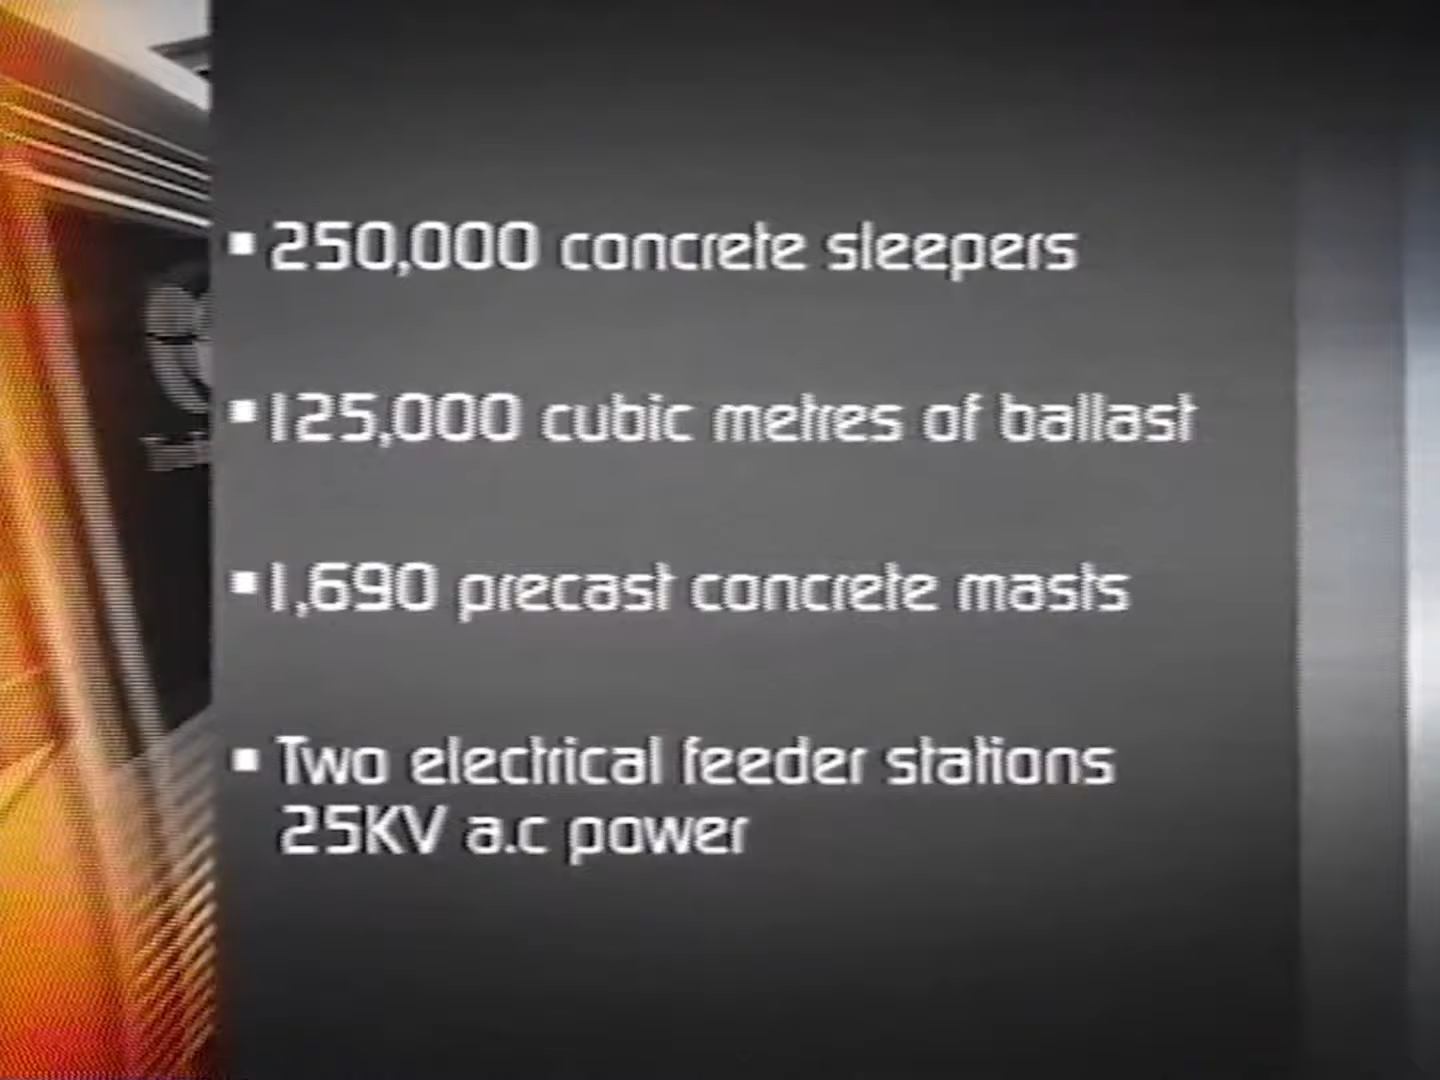 ▪ 250,000 concrete sleepers
▪ 125,000 cubic metres of ballast
▪ 1,690 precast concrete masts
▪ Two electrical feeder stations
25KV a.c power